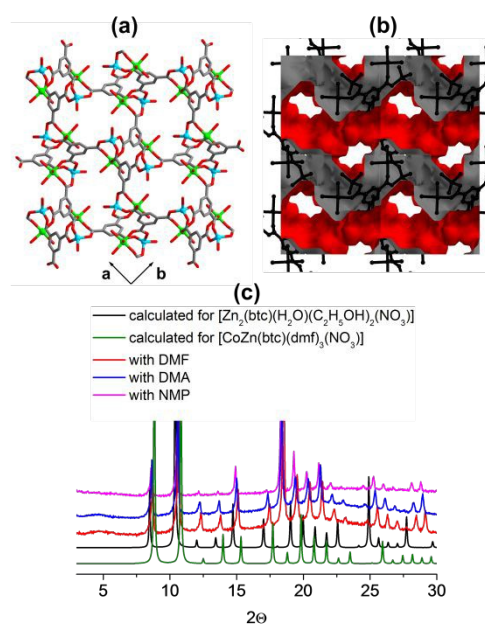 (a)
(b)
a
b
(c)
calculated for [Zn₂(btc)(H₂O)(C₂H₅OH)₂(NO₃)]
calculated for [CoZn(btc)(dmf)₃(NO₃)]
with DMF
with DMA
with NMP
5 10 15 20 25 30
2Θ